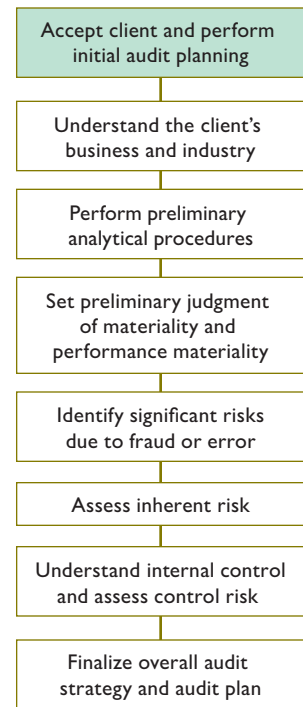 Accept client and perform
initial audit planning
Understand the client's
business and industry
Perform preliminary
analytical procedures
Set preliminary judgment
of materiality and
performance materiality
Identify significant risks
due to fraud or error
Assess inherent risk
Understand internal control
and assess control risk
Finalize overall audit
strategy and audit plan